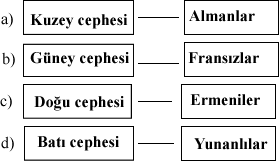 a) Kuzey cephesi Almanlar
b) Güney cephesi Fransızlar
c) Doğu cephesi Ermeniler
d) Batı cephesi Yunanlılar